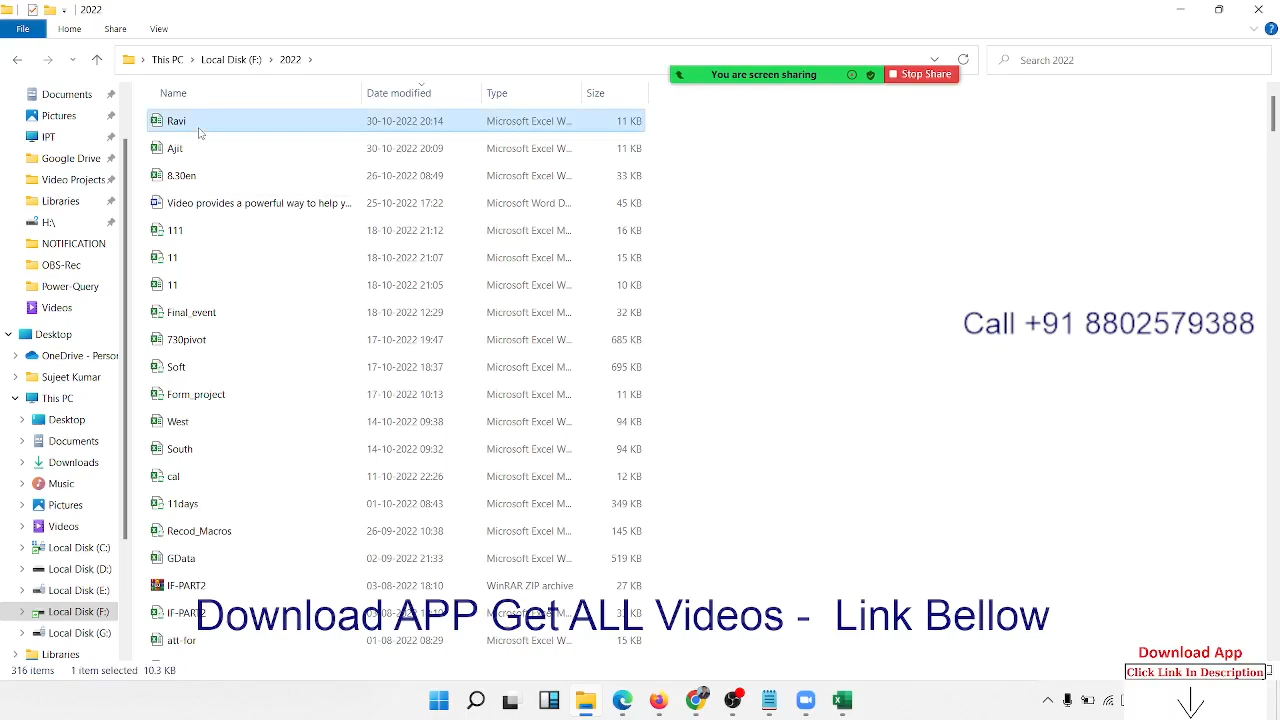 2022
File Home Share View
This PC Local Disk (F:) 2022 Search 2022
You are screen sharing Stop Share
Name Date modified Type Size
Documents
Pictures
IPT
Google Drive
Video Projects
Libraries
H:\
NOTIFICATION
OBS-Rec
Power-Query
Videos
Desktop
OneDrive - Perso
Sujeet Kumar
This PC
Desktop
Documents
Downloads
Music
Pictures
Videos
Local Disk (C:)
Local Disk (D:)
Local Disk (E:)
Local Disk (F:)
Local Disk (G:)
Libraries
Ravi 30-10-2022 20:14 Microsoft Excel W... 11 KB
Ajit 30-10-2022 20:09 Microsoft Excel W... 11 KB
8.30en 26-10-2022 08:49 Microsoft Excel W... 33 KB
Video provides a powerful way to help y... 25-10-2022 17:22 Microsoft Word D... 45 KB
111 18-10-2022 21:12 Microsoft Excel M... 16 KB
11 18-10-2022 21:07 Microsoft Excel M... 15 KB
11 18-10-2022 21:05 Microsoft Excel W... 10 KB
Final_event 18-10-2022 12:29 Microsoft Excel M... 32 KB
730pivot 17-10-2022 19:47 Microsoft Excel M... 685 KB
Soft 17-10-2022 18:37 Microsoft Excel M... 695 KB
Form_project 17-10-2022 10:13 Microsoft Excel M... 11 KB
West 14-10-2022 09:38 Microsoft Excel W... 94 KB
South 14-10-2022 09:32 Microsoft Excel W... 94 KB
cal 11-10-2022 22:26 Microsoft Excel M... 12 KB
11days 01-10-2022 08:43 Microsoft Excel M... 349 KB
Recod_Macros 26-09-2022 10:38 Microsoft Excel M... 145 KB
GData 02-09-2022 21:33 Microsoft Excel W... 519 KB
IF-PART2 03-08-2022 18:10 WinRAR ZIP archive 27 KB
IF-PART2
att-for 01-08-2022 08:29 Microsoft Excel W... 15 KB
Call +91 8802579388
Download APP Get ALL Videos - Link Bellow
Download App
Click Link In Description
316 items 1 item selected 10.3 KB